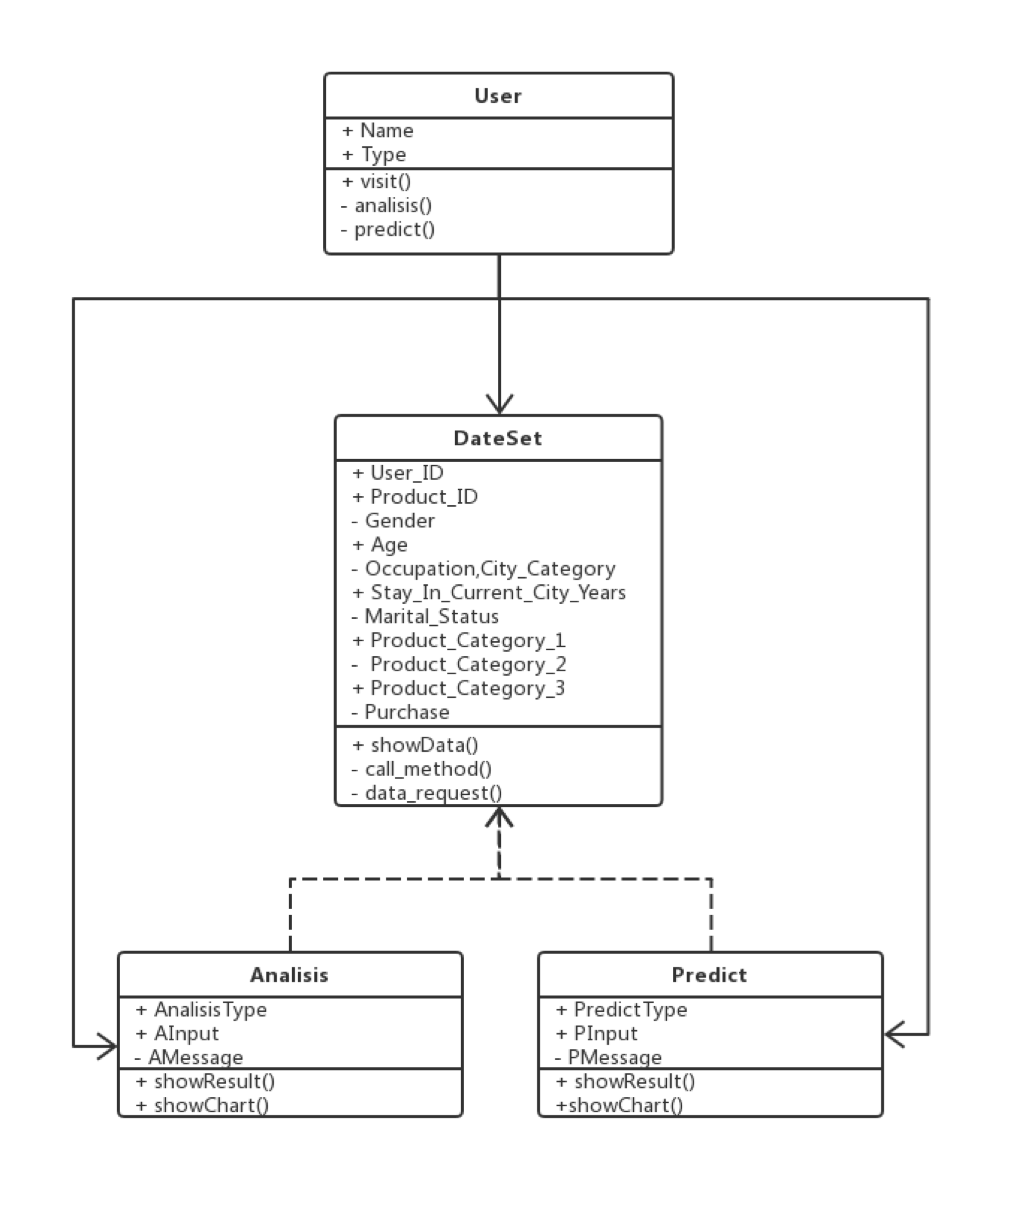 User
+ Name
+ Type
+ visit()
- analisis()
- predict()
DateSet
+ User_ID
+ Product_ID
- Gender
+ Age
- Occupation,City_Category
+ Stay_In_Current_City_Years
- Marital_Status
+ Product_Category_1
-  Product_Category_2
+ Product_Category_3
- Purchase
+ showData()
- call_method()
- data_request()
Analisis
+ AnalisisType
+ AInput
- AMessage
+ showResult()
+ showChart()
Predict
+ PredictType
+ PInput
- PMessage
+ showResult()
+showChart()